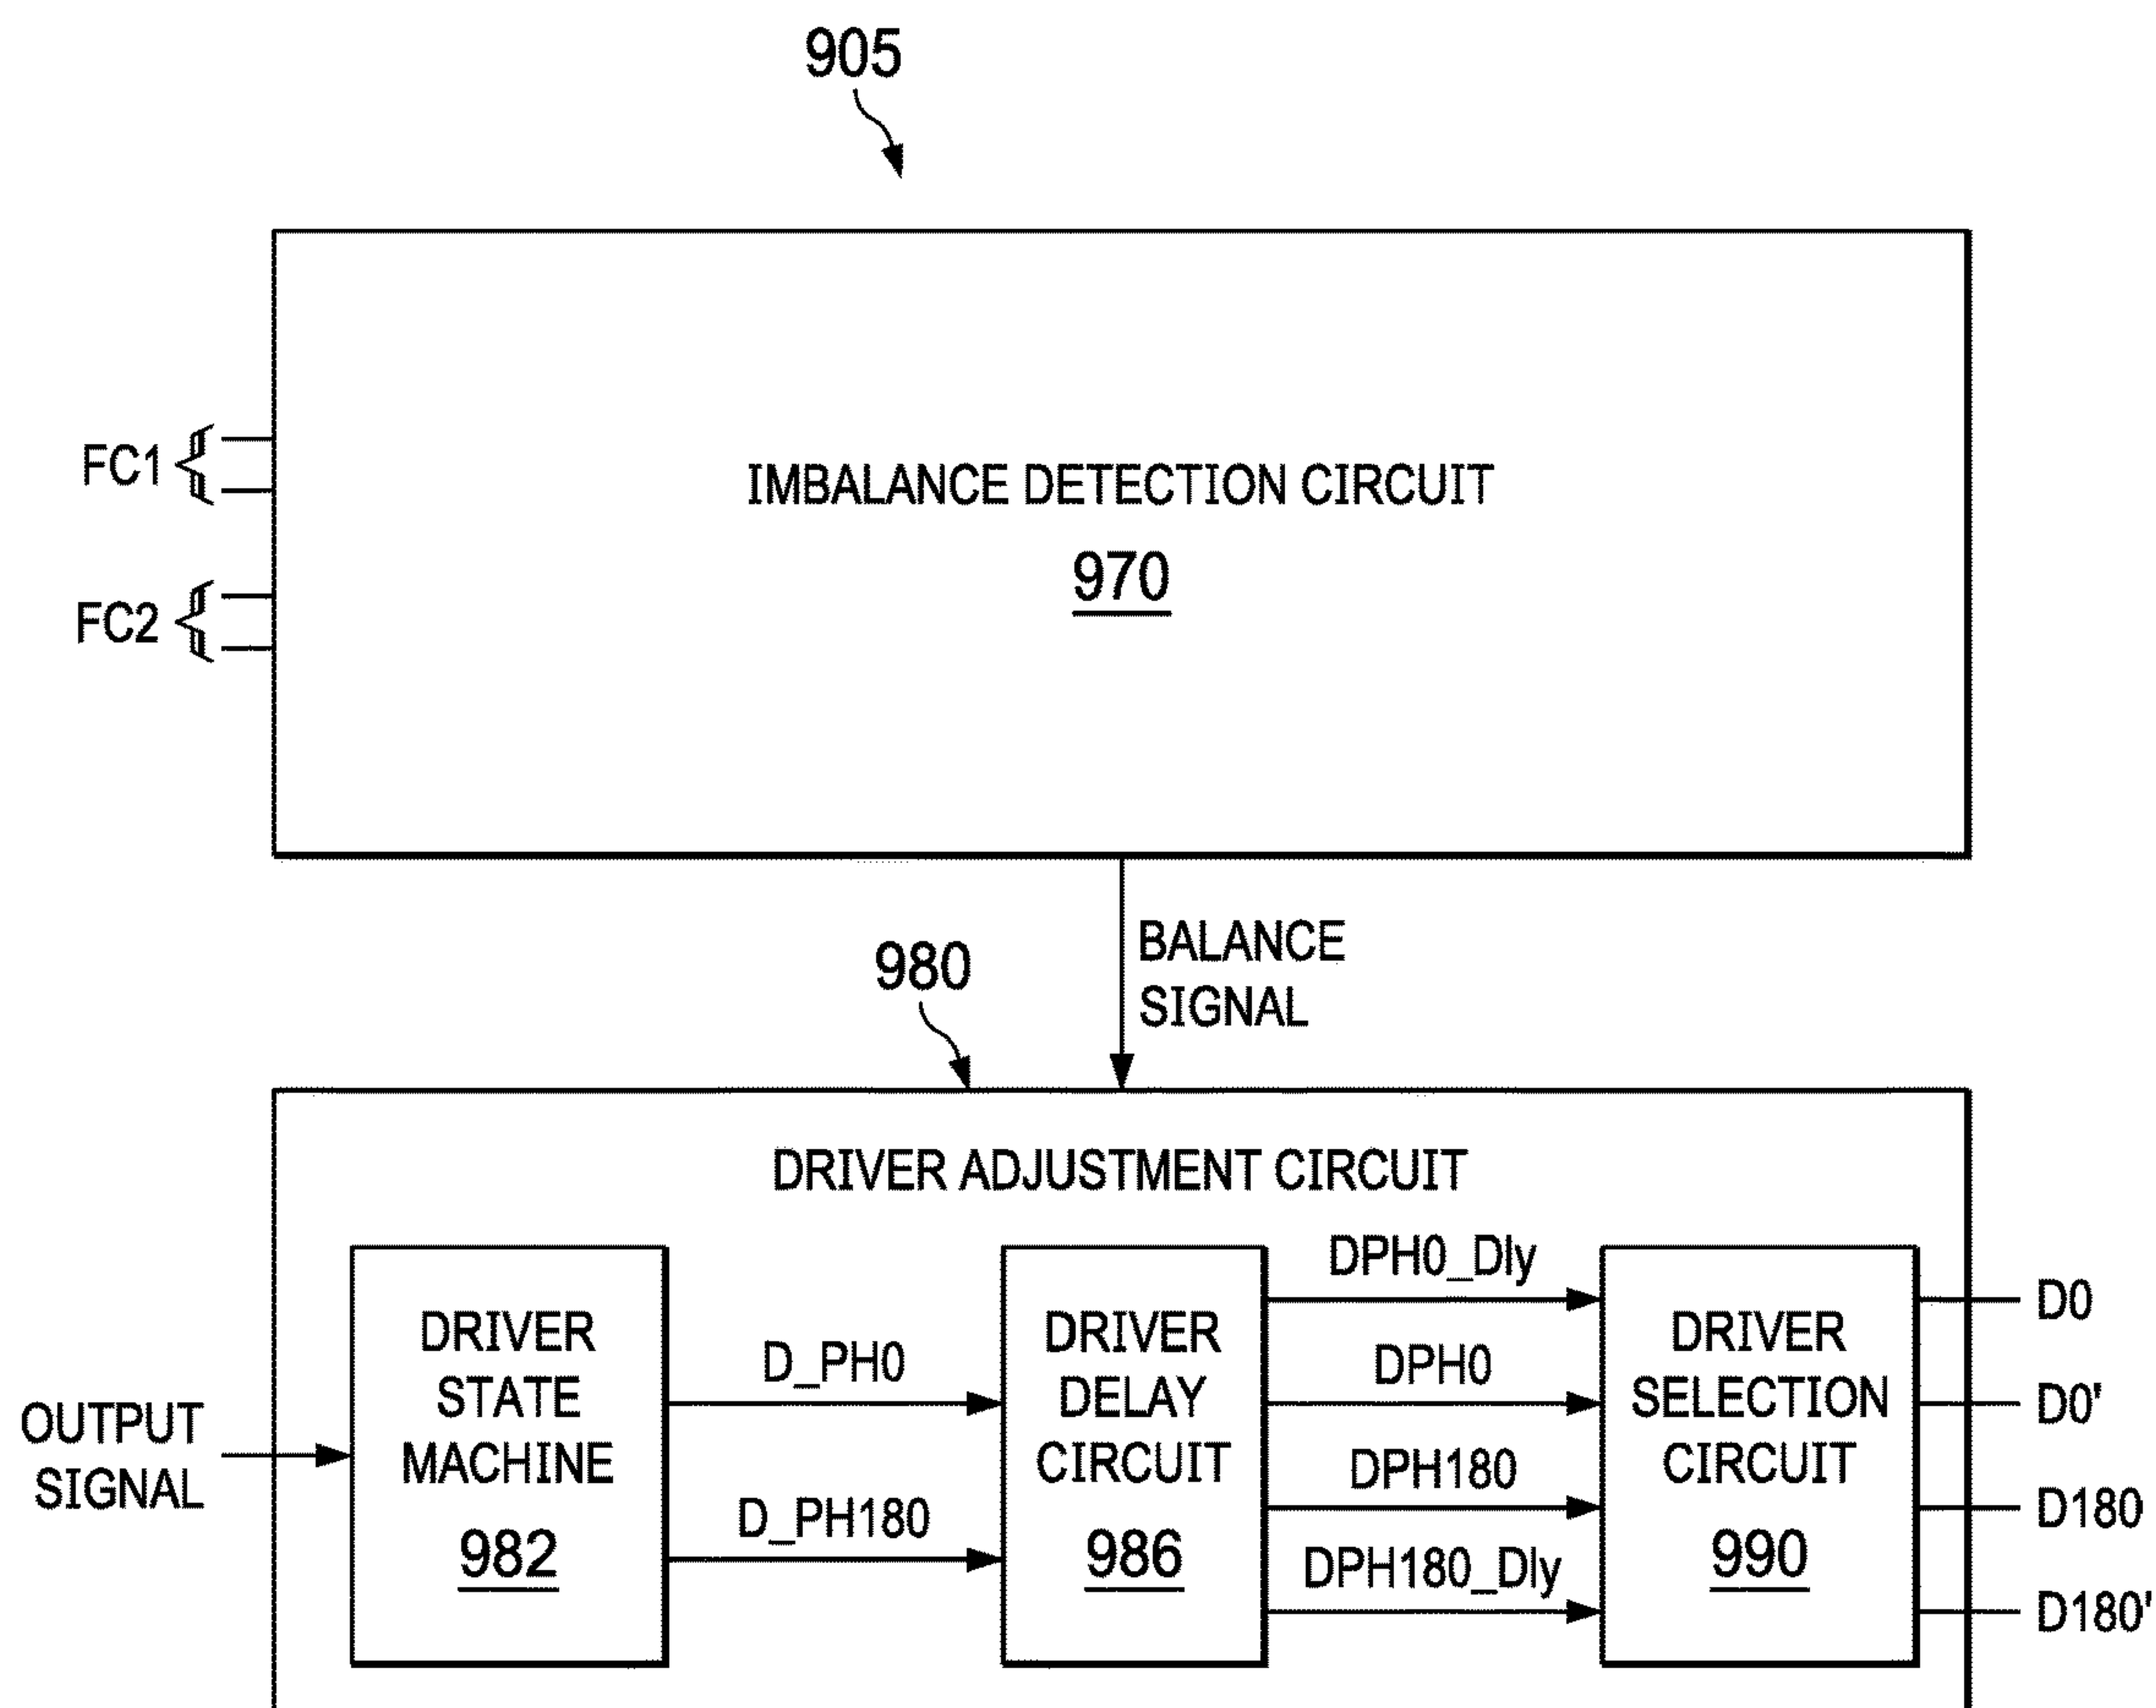 905
FC1
FC2
IMBALANCE DETECTION CIRCUIT
970
BALANCE
SIGNAL
980
DRIVER ADJUSTMENT CIRCUIT
OUTPUT
SIGNAL
DRIVER
STATE
MACHINE
982
D_PH0
D_PH180
DRIVER
DELAY
CIRCUIT
986
DPH0_Dly
DPH0
DPH180
DPH180_Dly
DRIVER
SELECTION
CIRCUIT
990
D0
D0'
D180
D180'